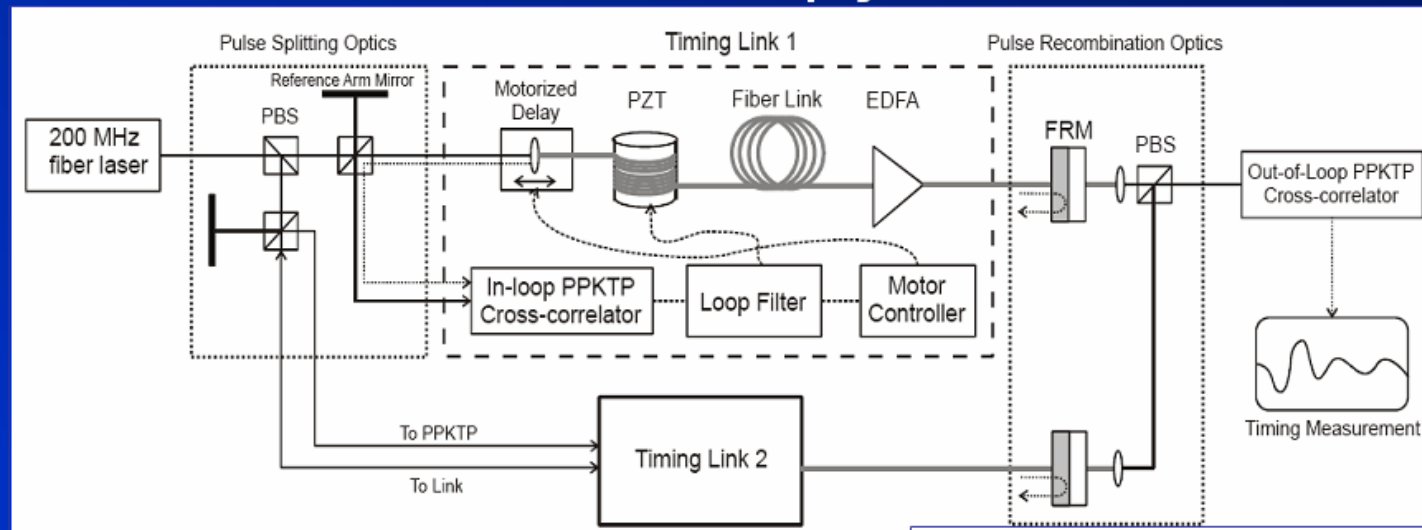 Pulse Splitting Optics
Timing Link 1
Pulse Recombination Optics
Reference Arm Mirror
Motorized
Delay
PZT
Fiber Link
EDFA
PBS
FRM
PBS
200 MHz
fiber laser
Out-of-Loop PPKTP
Cross-correlator
In-loop PPKTP
Cross-correlator
Loop Filter
Motor
Controller
Timing Measurement
To PPKTP
To Link
Timing Link 2